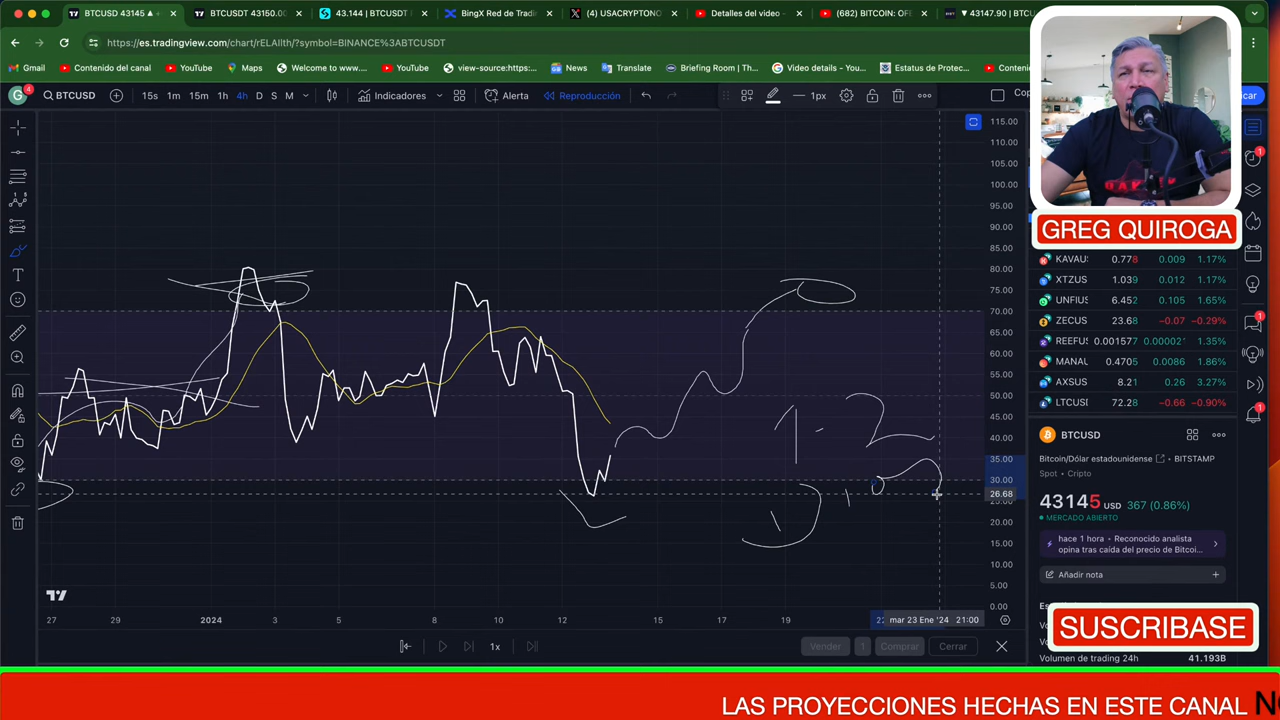 BTCUSD 43145 ▲ +
BTCUSDT 43150.0
43.144 | BTCUSDT
BingX Red de Trading
(4) USACRYPTONO
Detalles del video -
(682) BITCOIN: OFE
▼ 43147.90 | BTCUS
https://es.tradingview.com/chart/rELAIlth/?symbol=BINANCE%3ABTCUSDT
Gmail
Contenido del canal
YouTube
Maps
Welcome to www....
YouTube
view-source:https:...
News
Translate
Briefing Room | Th...
Video details - You...
Estatus de Protec...
G
4
BTCUSD
15s 1m 15m 1h 4h D S M
Indicadores
Alerta
Reproducción
1px
115.00
110.00
105.00
100.00
95.00
90.00
85.00
80.00
75.00
70.00
65.00
60.00
55.00
50.00
45.00
40.00
35.00
30.00
26.68
20.00
15.00
10.00
5.00
0.00
27 29 2024 3 5 8 10 12 15 17 19
mar 23 Ene '24 21:00
1x
Vender
1
Comprar
Cerrar
GREG QUIROGA
KAVAUS 0.778 0.009 1.17%
XTZUS 1.039 0.012 1.17%
UNFIUS 6.452 0.105 1.65%
ZECUS 23.68 −0.07 −0.29%
REEFUS 0.001577 0.00002 1.35%
MANAU 0.4705 0.0086 1.86%
AXSUS 8.21 0.26 3.27%
LTCUSD 72.28 −0.66 −0.90%
BTCUSD
Bitcoin/Dólar estadounidense • BITSTAMP
Spot • Cripto
43145 USD 367 (0.86%)
MERCADO ABIERTO
hace 1 hora • Reconocido analista
opina tras caída del precio de Bitcoi...
Añadir nota
SUSCRIBASE
Volumen de trading 24h 41.193B
LAS PROYECCIONES HECHAS EN ESTE CANAL